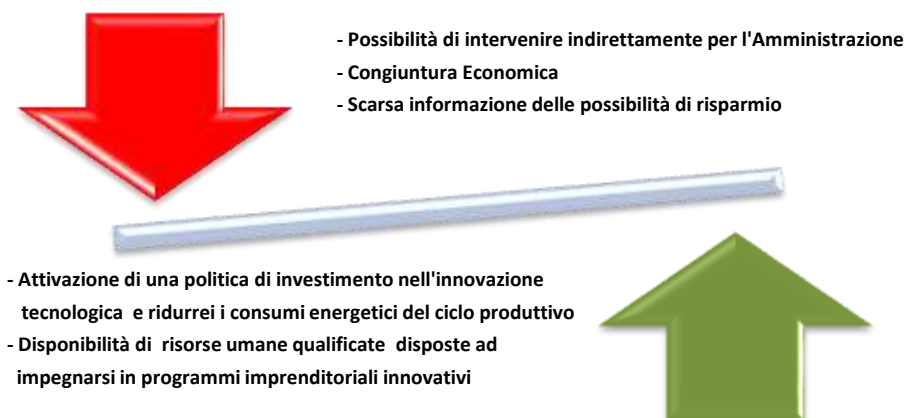 - Possibilità di intervenire indirettamente per l'Amministrazione
- Congiuntura Economica
- Scarsa informazione delle possibilità di risparmio
- Attivazione di una politica di investimento nell'innovazione
tecnologica e ridurrei i consumi energetici del ciclo produttivo
- Disponibilità di risorse umane qualificate disposte ad
impegnarsi in programmi imprenditoriali innovativi